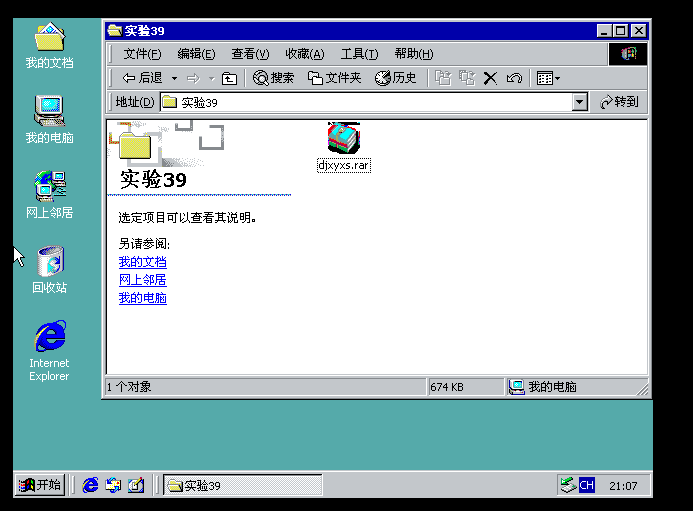 我的文档
我的电脑
网上邻居
回收站
Internet
Explorer
实验39
文件(F) 编辑(E) 查看(V) 收藏(A) 工具(T) 帮助(H)
后退 搜索 文件夹 历史
地址(D) 实验39 转到
djxyxs.rar
实验39
选定项目可以查看其说明。
另请参阅:
我的文档
网上邻居
我的电脑
1 个对象 674 KB 我的电脑
开始 实验39 CH 21:07